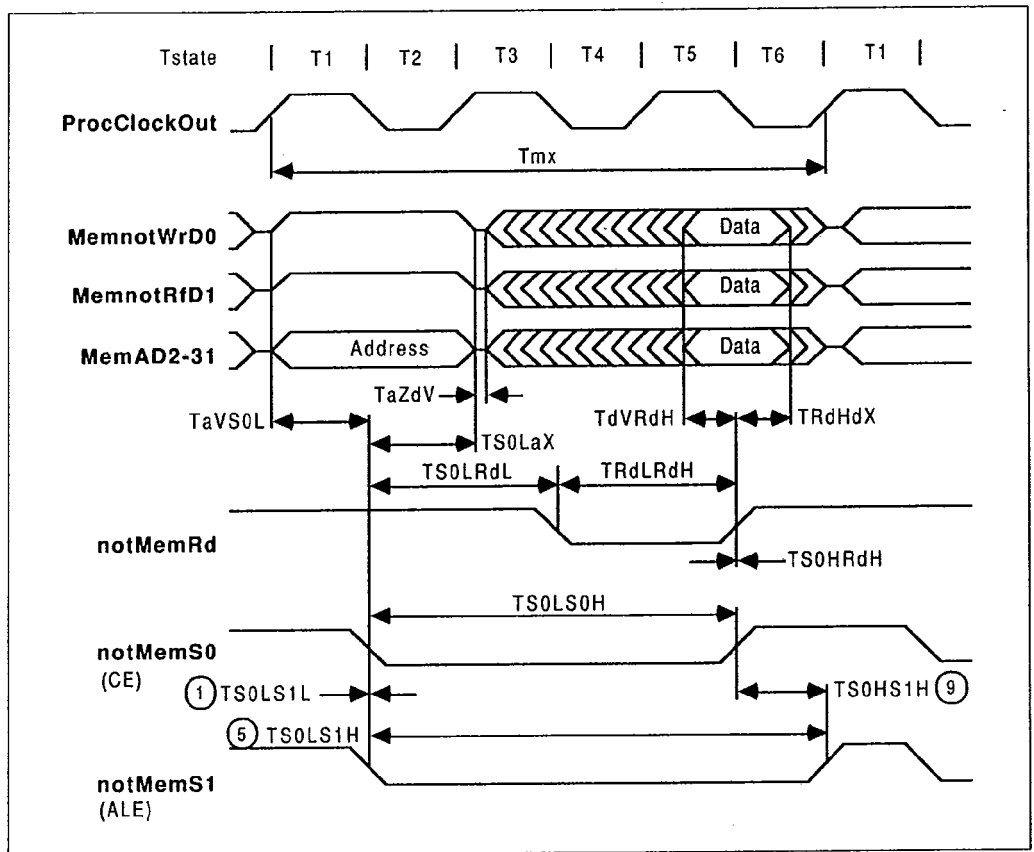 Tstate | T1 | T2 | T3 | T4 | T5 | T6 | T1 |
ProcClockOut
Tmx
MemnotWrD0 Data
MemnotRfD1 Data
MemAD2-31 Address Data
TaZdV
TaVS0L TdVRdH TRdHdX
TS0LaX
TS0LRdL TRdLRdH
notMemRd
TS0HRdH
TS0LS0H
notMemS0
(CE)
1 TS0LS1L TS0HS1H 9
5 TS0LS1H
notMemS1
(ALE)